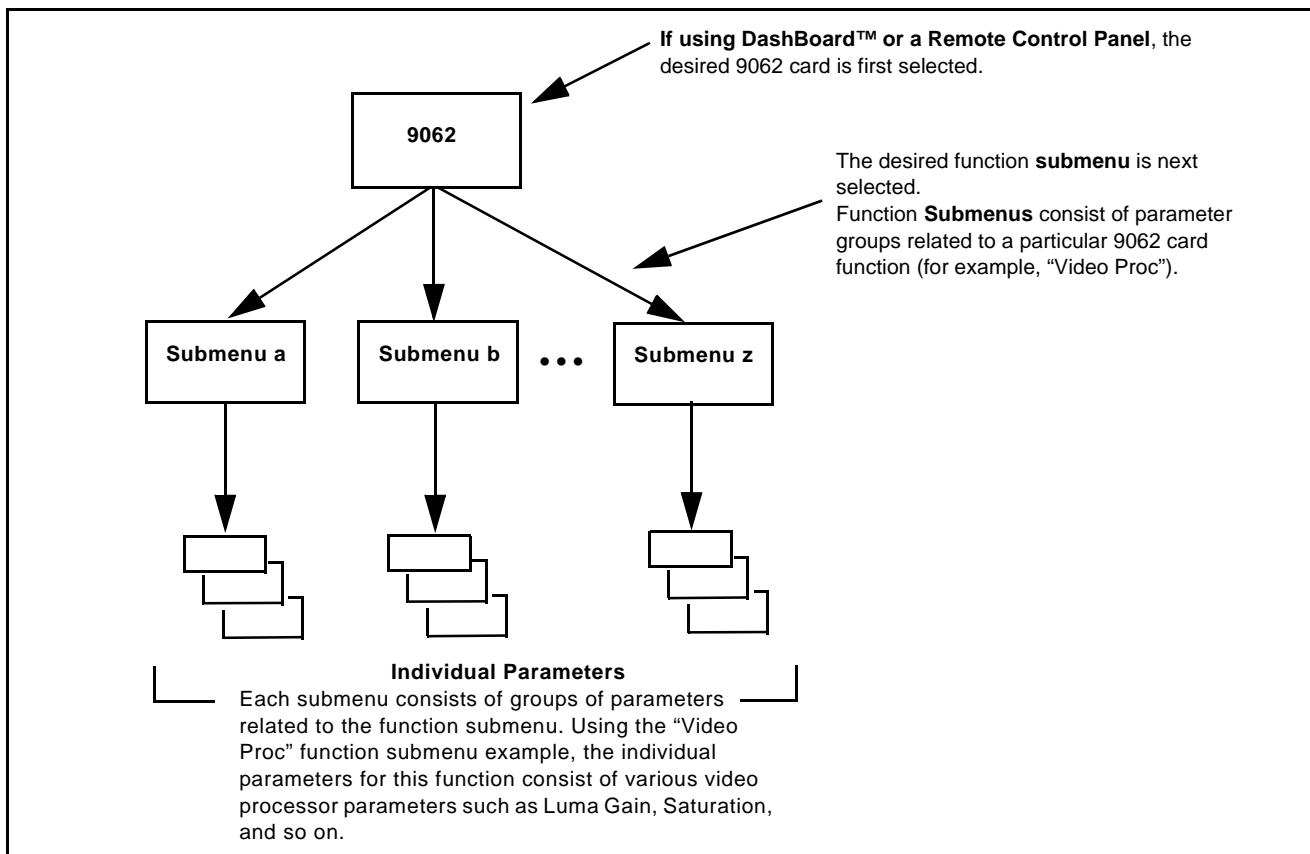 If using DashBoard™ or a Remote Control Panel, the
desired 9062 card is first selected.
9062
The desired function submenu is next
selected.
Function Submenus consist of parameter
groups related to a particular 9062 card
function (for example, “Video Proc”).
Submenu a
Submenu b
•••
Submenu z
Individual Parameters
Each submenu consists of groups of parameters
related to the function submenu. Using the “Video
Proc” function submenu example, the individual
parameters for this function consist of various video
processor parameters such as Luma Gain, Saturation,
and so on.